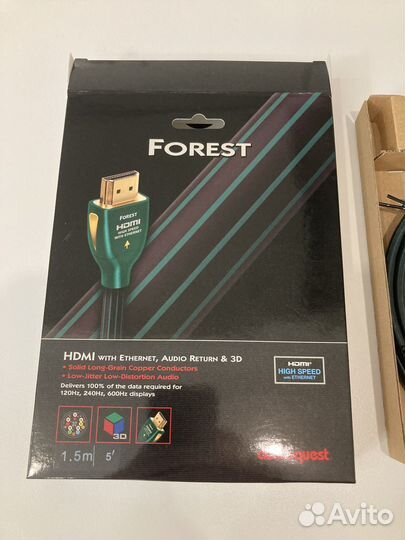 FOREST
FOREST
HDMI
HIGH SPEED
WITH ETHERNET
HDMI WITH ETHERNET, AUDIO RETURN & 3D
• Solid Long-Grain Copper Conductors
• Low-Jitter Low-Distortion Audio
Delivers 100% of the data required for
120Hz, 240Hz, 600Hz displays
HDMI
HIGH SPEED
with ETHERNET
3D
1.5m 5'
audioquest
Avito